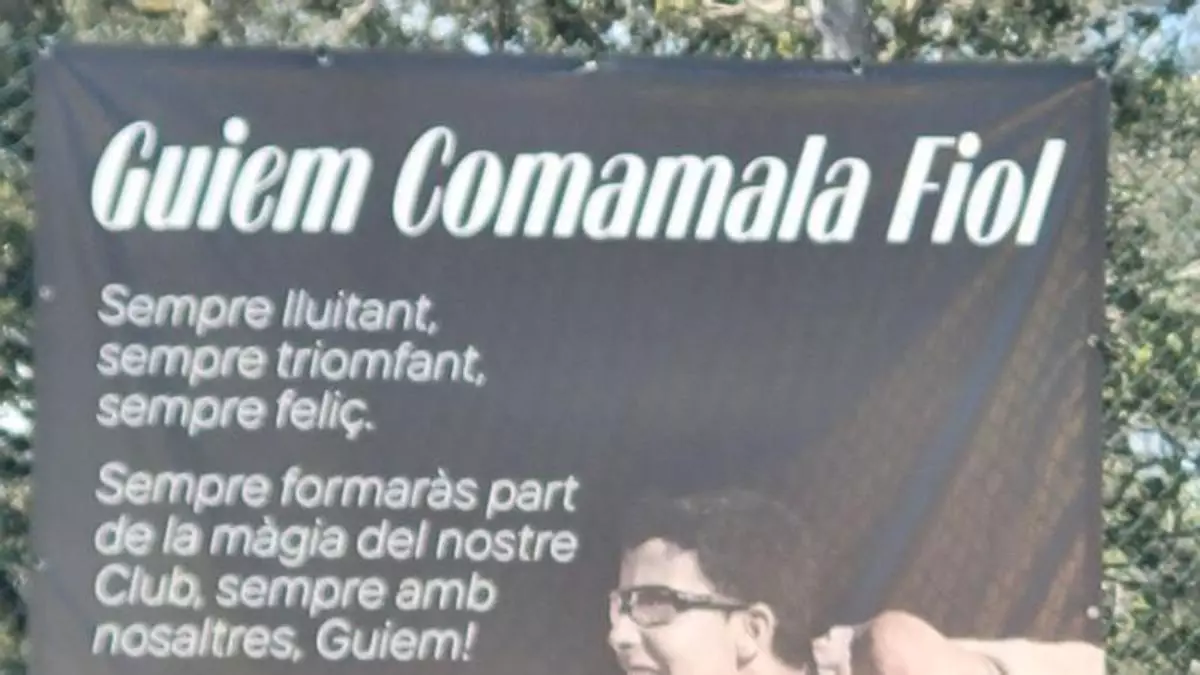 Guiem Comamala Fiol
Sempre lluitant,
sempre triomfant,
sempre feliç.
Sempre formaràs part
de la màgia del nostre
Club, sempre amb
nosaltres, Guiem!